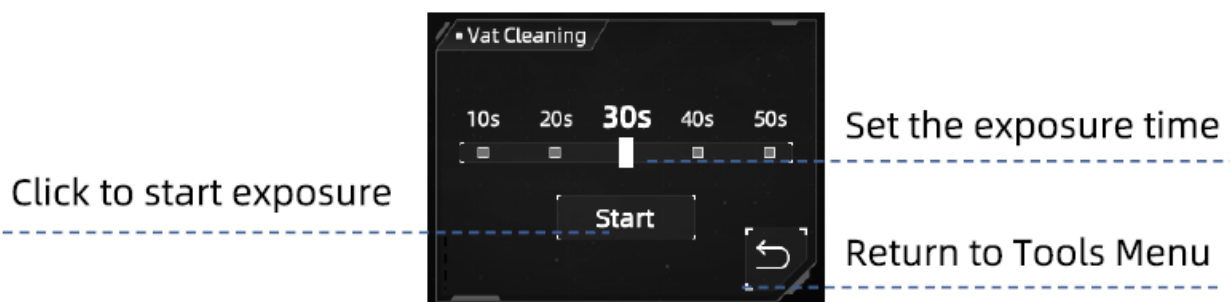 Vat Cleaning
10s 20s 30s 40s 50s
Set the exposure time
Click to start exposure
Start
Return to Tools Menu